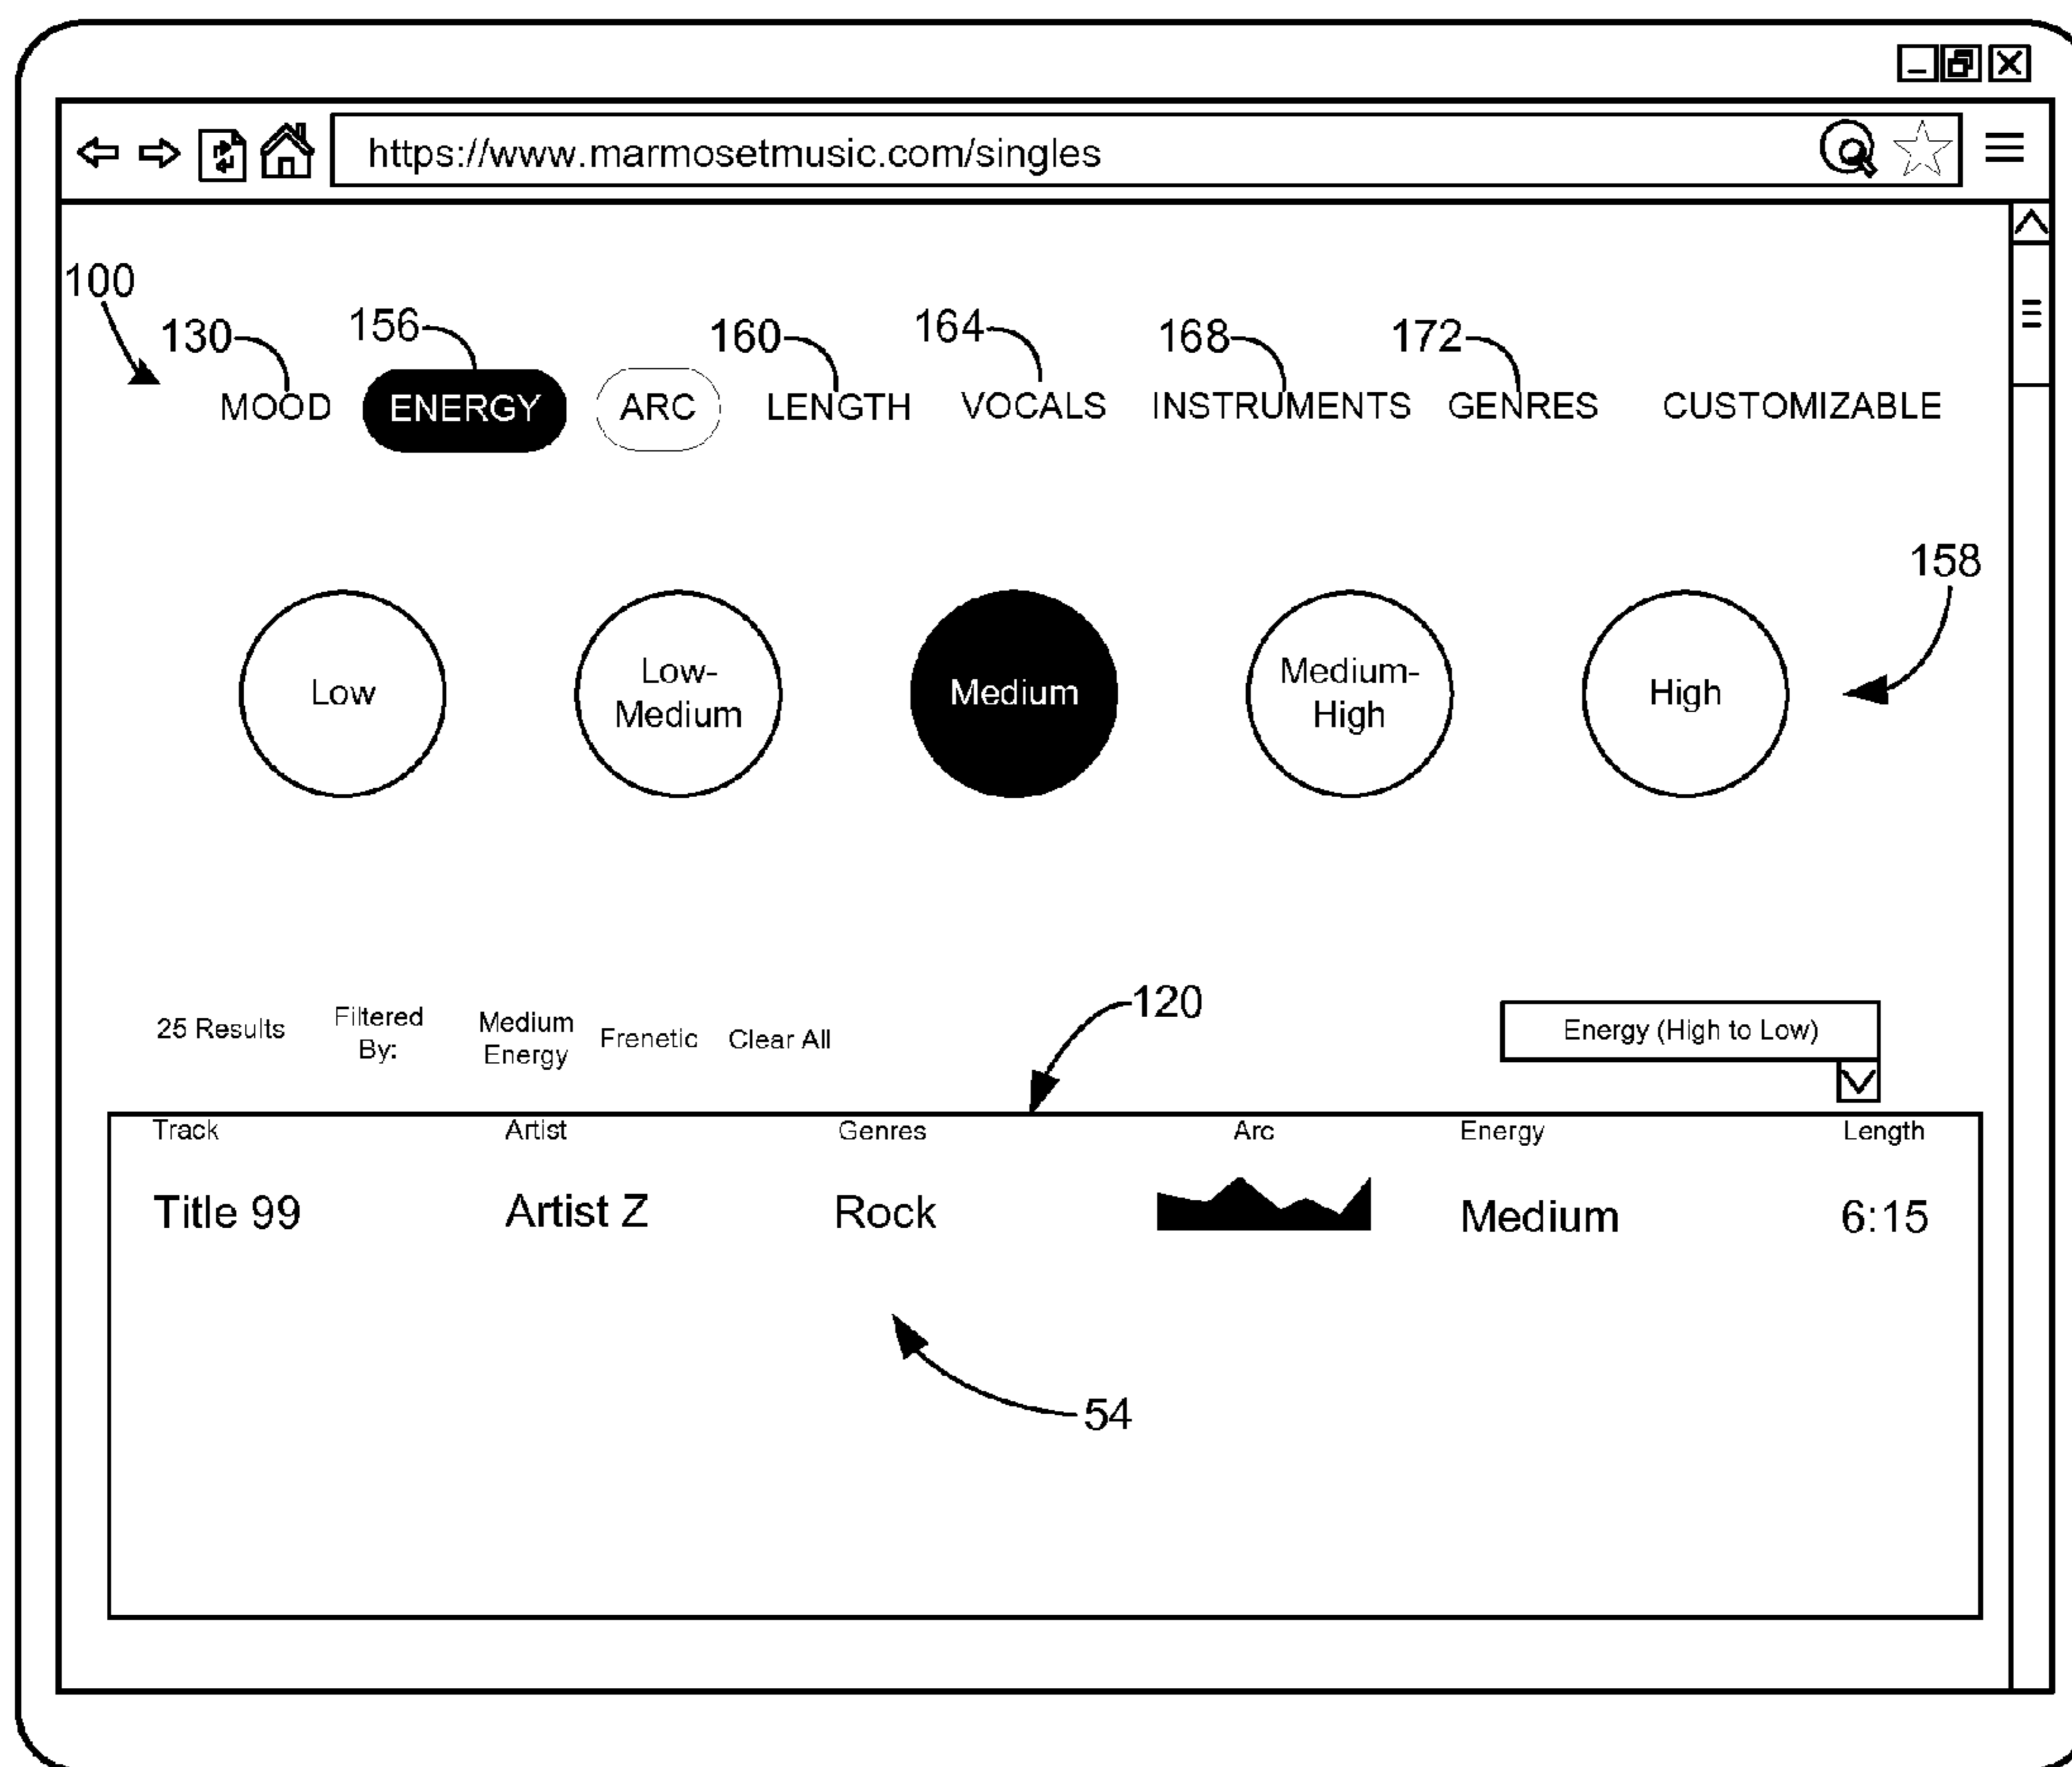 https://www.marmosetmusic.com/singles
100
130 156 160 164 168 172
MOOD ENERGY ARC LENGTH VOCALS INSTRUMENTS GENRES CUSTOMIZABLE
158
Low
Low-
Medium
Medium
Medium-
High
High
120
25 Results
Filtered
By:
Medium
Energy
Frenetic
Clear All
Energy (High to Low)
Track Artist Genres Arc Energy Length
Title 99 Artist Z Rock Medium 6:15
54